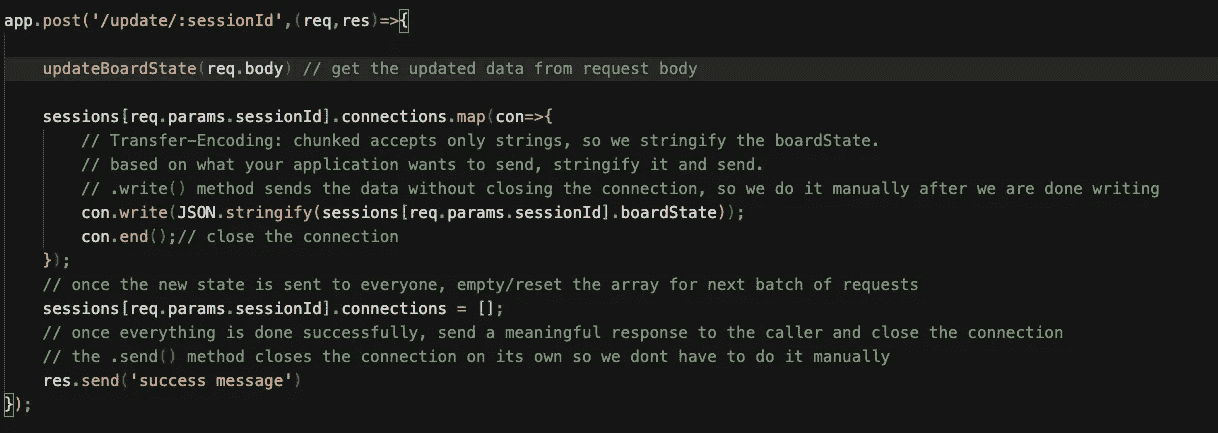 app.post('/update/:sessionId',(req,res)=>{
updateBoardState(req.body) // get the updated data from request body
sessions[req.params.sessionId].connections.map(con=>{
// Transfer-Encoding: chunked accepts only strings, so we stringify the boardState.
// based on what your application wants to send, stringify it and send.
// .write() method sends the data without closing the connection, so we do it manually after we are done writing
con.write(JSON.stringify(sessions[req.params.sessionId].boardState));
con.end();// close the connection
});
// once the new state is sent to everyone, empty/reset the array for next batch of requests
sessions[req.params.sessionId].connections = [];
// once everything is done successfully, send a meaningful response to the caller and close the connection
// the .send() method closes the connection on its own so we dont have to do it manually
res.send('success message')
});